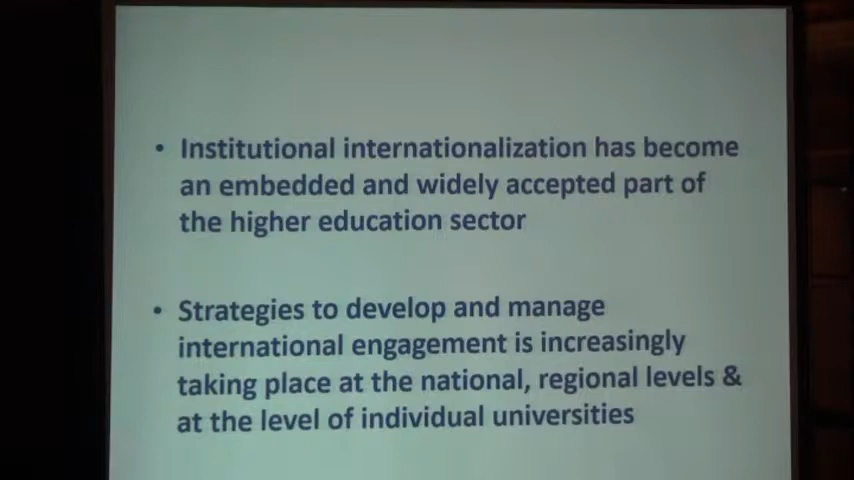 • Institutional internationalization has become
an embedded and widely accepted part of
the higher education sector
• Strategies to develop and manage
international engagement is increasingly
taking place at the national, regional levels &
at the level of individual universities